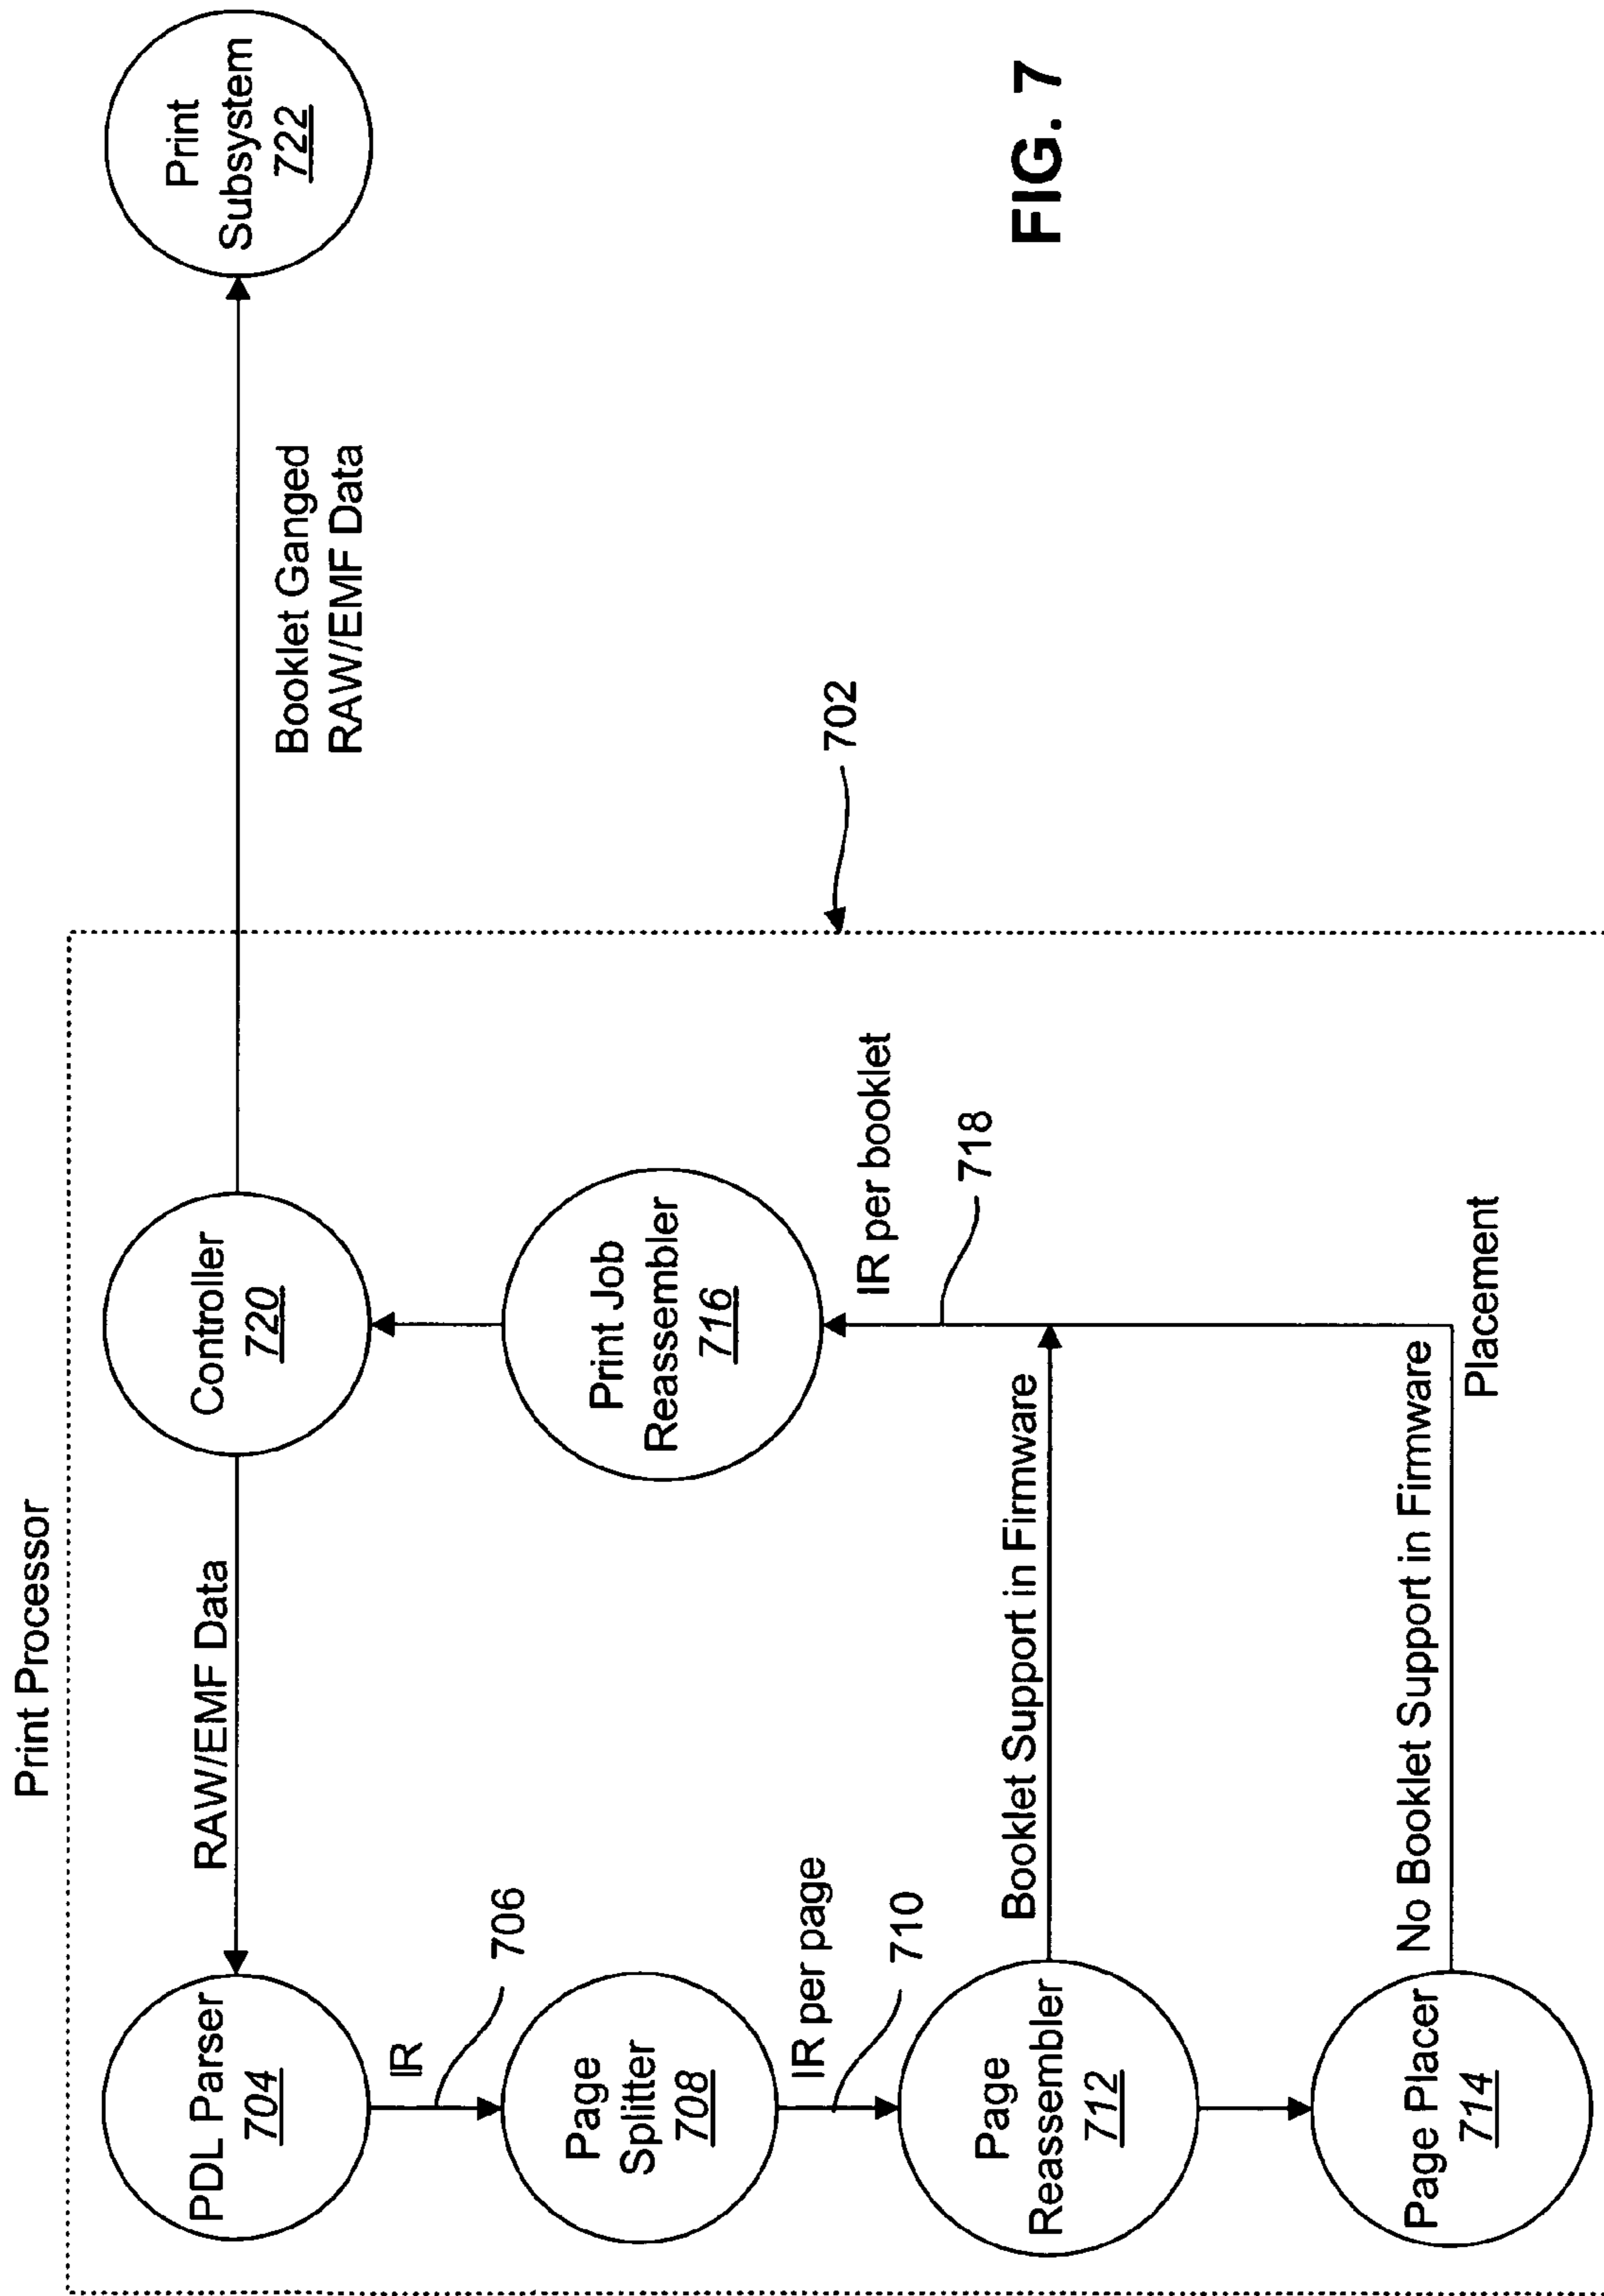 Print Processor
PDL Parser
704
RAW/EMF Data
Controller
720
Booklet Ganged
RAW/EMF Data
Print
Subsystem
722
IR
706
Page
Splitter
708
IR per page
710
Print Job
Reassembler
716
IR per booklet
718
702
Page
Reassembler
712
Booklet Support in Firmware
Page Placer
714
No Booklet Support in Firmware
Placement
FIG. 7